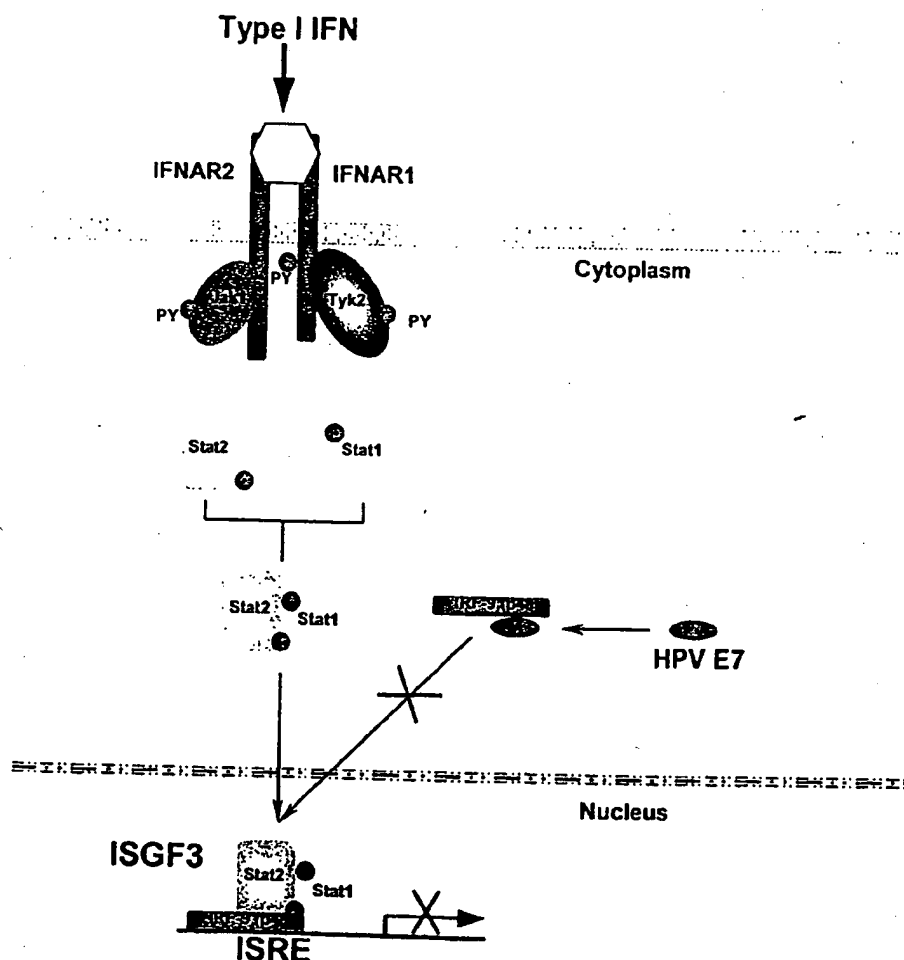 Type I IFN
IFNAR2
IFNAR1
Cytoplasm
PY
Jak1
Tyk2
PY
PY
Stat2
Stat1
Stat2
Stat1
HPV E7
Nucleus
ISGF3
Stat2
Stat1
ISRE